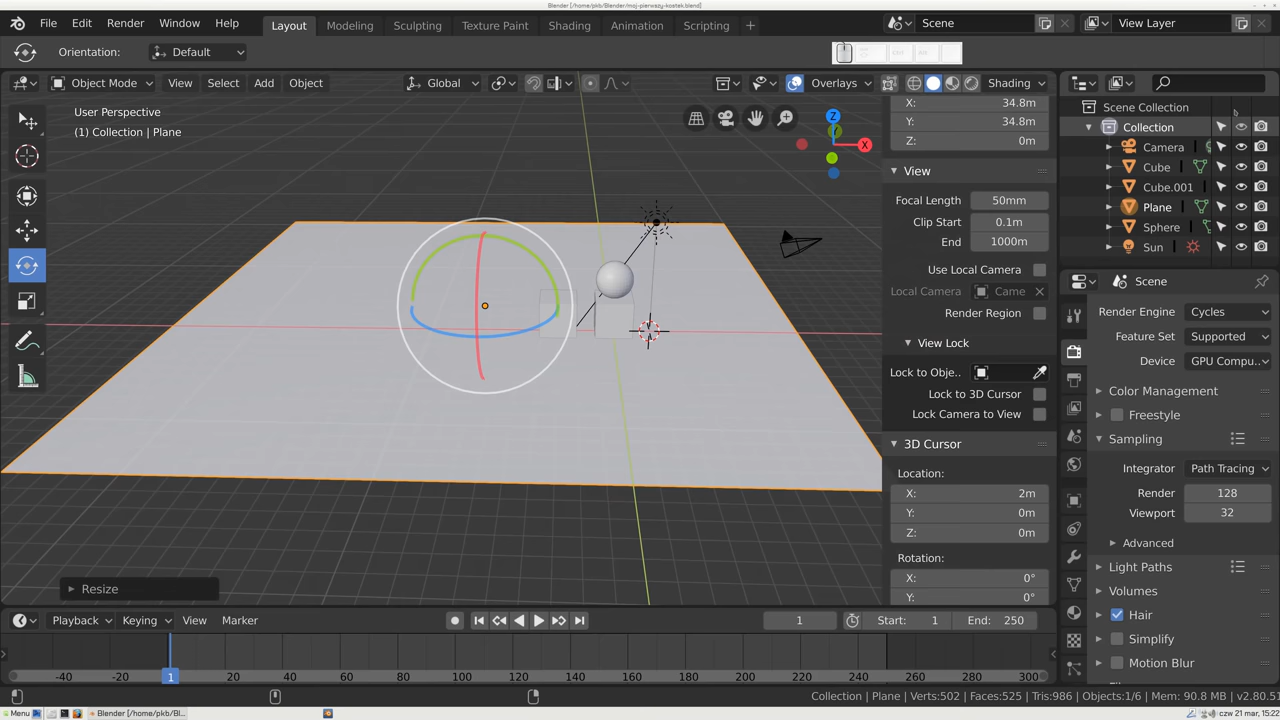 Blender [/home/pkb/Blender/moj-pierwszy-kostek.blend]
File Edit Render Window Help Layout Modeling Sculpting Texture Paint Shading Animation Scripting + Scene View Layer
Orientation: Default
Object Mode View Select Add Object Global Overlays Shading
User Perspective
(1) Collection | Plane
Z
Y
X
X: 34.8m
Y: 34.8m
Z: 0m
View
Focal Length 50mm
Clip Start 0.1m
End 1000m
Use Local Camera
Local Camera Came
Render Region
View Lock
Lock to Obje..
Lock to 3D Cursor
Lock Camera to View
3D Cursor
Location:
X: 2m
Y: 0m
Z: 0m
Rotation:
X: 0°
Y: 0°
Scene Collection
Collection
Camera
Cube
Cube.001
Plane
Sphere
Sun
Scene
Render Engine Cycles
Feature Set Supported
Device GPU Compu..
Color Management
Freestyle
Sampling
Integrator Path Tracing
Render 128
Viewport 32
Advanced
Light Paths
Volumes
Hair
Simplify
Motion Blur
Resize
Playback Keying View Marker 1 Start: 1 End: 250
-40 -20 1 20 40 60 80 100 120 140 160 180 200 220 240 260 280 300
Collection | Plane | Verts:502 | Faces:525 | Tris:986 | Objects:1/6 | Mem: 90.8 MB | v2.80.51
Menu Blender [/home/pkb/Bl... czw 21 mar, 15:22